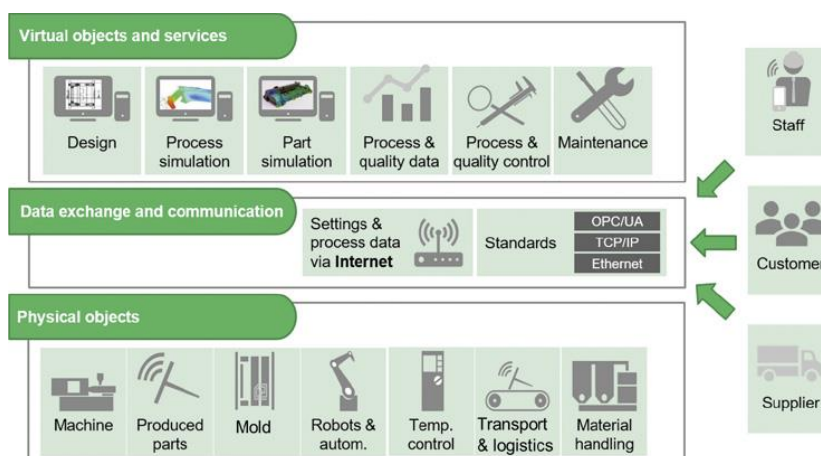 Virtual objects and services
Design
Process
simulation
Part
simulation
Process &
quality data
Process &
quality control
Maintenance
Staff
Data exchange and communication
Settings &
process data
via Internet
Standards
OPC/UA
TCP/IP
Ethernet
Customer
Physical objects
Machine
Produced
parts
Mold
Robots &
autom.
Temp.
control
Transport
& logistics
Material
handling
Supplier